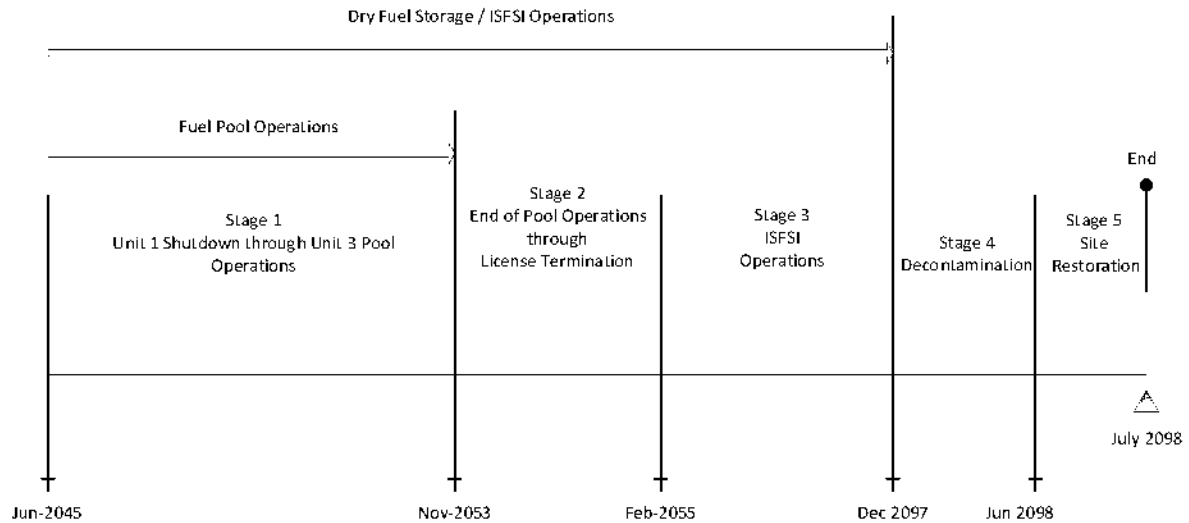 Dry Fuel Storage / ISFSI Operations
Fuel Pool Operations
End
Stage 1
Unit 1 Shutdown through Unit 3 Pool
Operations
Stage 2
End of Pool Operations
through
License Termination
Stage 3
ISFSI
Operations
Stage 4
Decontamination
Stage 5
Site
Restoration
July 2098
Jun-2045
Nov-2053
Feb-2055
Dec 2097
Jun 2098